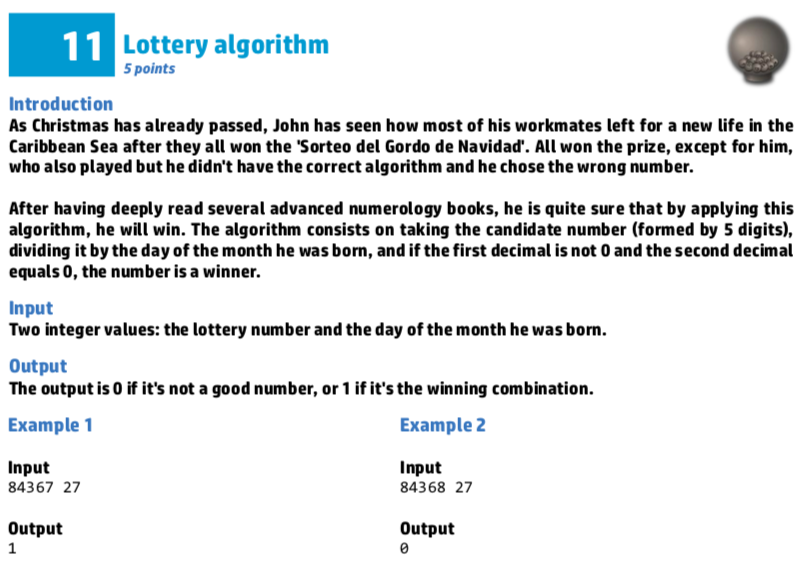 11
Lottery algorithm
5 points
Introduction
As Christmas has already passed, John has seen how most of his workmates left for a new life in the
Caribbean Sea after they all won the 'Sorteo del Gordo de Navidad'. All won the prize, except for him,
who also played but he didn't have the correct algorithm and he chose the wrong number.
After having deeply read several advanced numerology books, he is quite sure that by applying this
algorithm, he will win. The algorithm consists on taking the candidate number (formed by 5 digits),
dividing it by the day of the month he was born, and if the first decimal is not 0 and the second decimal
equals 0, the number is a winner.
Input
Two integer values: the lottery number and the day of the month he was born.
Output
The output is 0 if it's not a good number, or 1 if it's the winning combination.
Example 1
Input
84367 27
Output
1
Example 2
Input
84368 27
Output
0